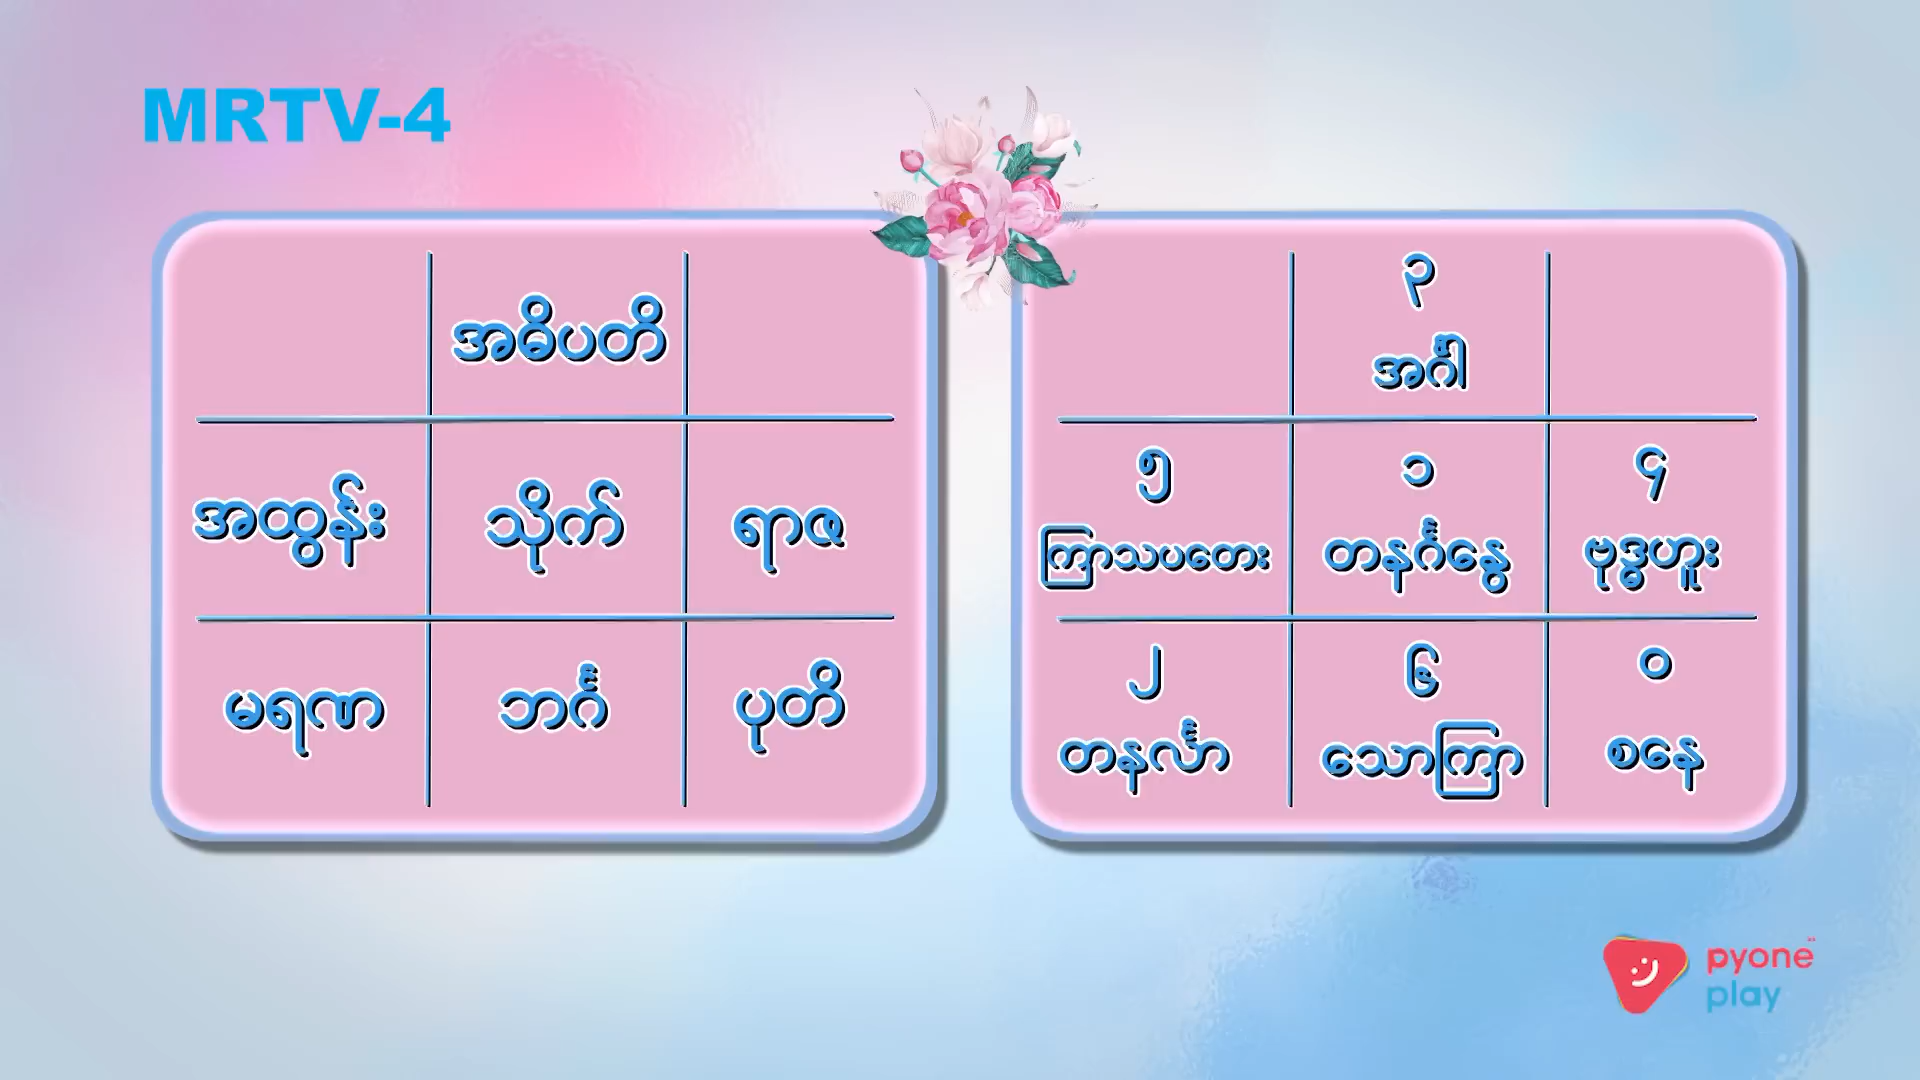 MRTV-4
အဓိပတိ
အထွန်း သိုက် ရာဇ
မရဏ ဘင်္ဂ ပုတိ
၃
အင်္ဂါ
၅ ၁ ၄
ကြာသပတေး တနင်္ဂနွေ ဗုဒ္ဓဟူး
၂ ၆ ၀
တနင်္လာ သောကြာ စနေ
pyone
play